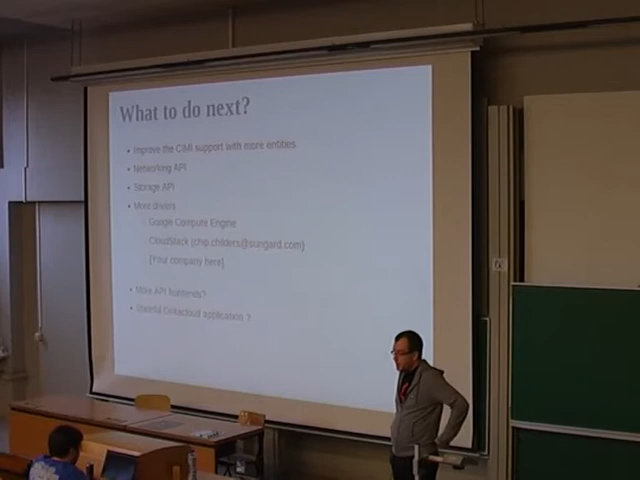 What to do next?
• Improve the CIMI support with more entities
• Networking API
• Storage API
• More drivers
Google Compute Engine
CloudStack (chip.childers@sungard.com)
[Your company here]
• More API frontends?
• Stateful Deltacloud application ?